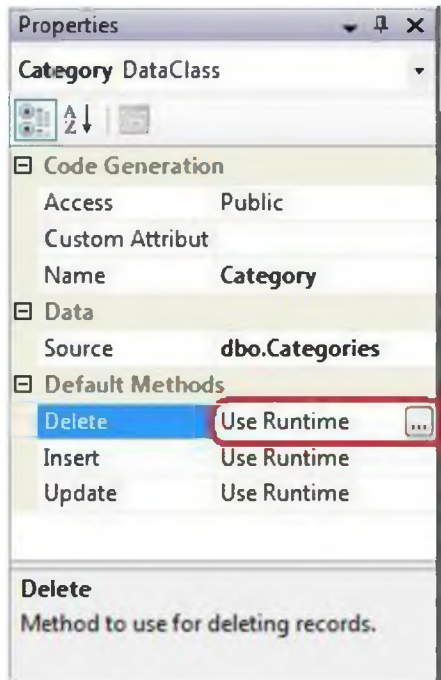 Properties
Category DataClass
Code Generation
Access Public
Custom Attribut
Name Category
Data
Source dbo.Categories
Default Methods
Delete Use Runtime ...
Insert Use Runtime
Update Use Runtime
Delete
Method to use for deleting records.